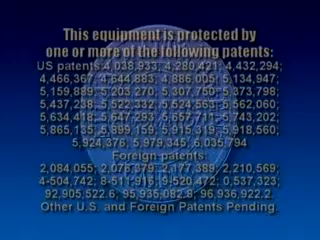 This equipment is protected by
one or more of the following patents:
US patents:4,038,933; 4,280,421; 4,432,294;
4,466,367; 4,644,883; 4,886,005; 5,134,947;
5,159,889; 5,203,270; 5,307,750; 5,373,798;
5,437,238; 5,522,332; 5,524,563; 5,562,060;
5,634,418; 5,647,293; 5,657,711; 5,743,202;
5,865,135; 5,899,159; 5,915,319; 5,918,560;
5,924,376; 5,979,345; 6,035,794
Foreign patents:
2,084,055; 2,076,379; 2,177,389; 2,210,569;
4-504,742; 8-511,916; 9-520,472; 0,537,323;
92,905,522.6; 95,935,082.8; 96,936,922.2
Other U.S. and Foreign Patents Pending.